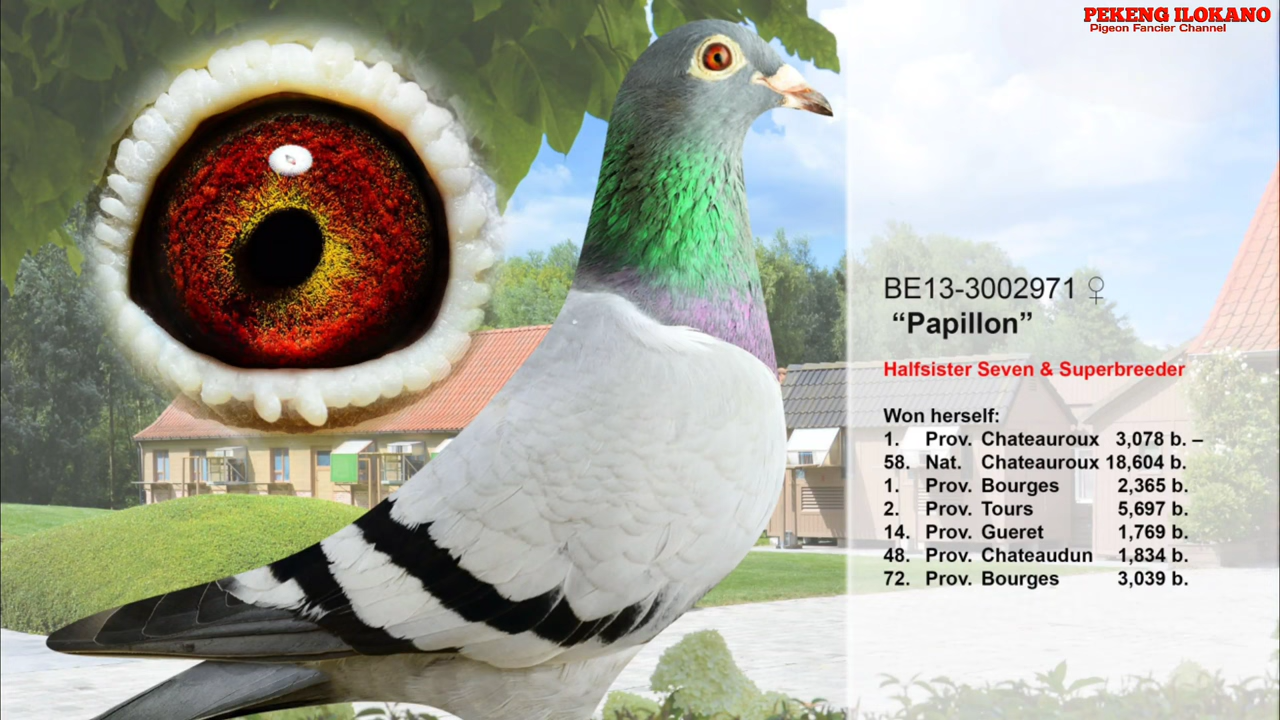 PEKENG ILOKANO
Pigeon Fancier Channel
BE13-3002971 ♀
“Papillon”
Halfsister Seven & Superbreeder
Won herself:
1. Prov. Chateauroux 3,078 b. –
58. Nat. Chateauroux 18,604 b.
1. Prov. Bourges 2,365 b.
2. Prov. Tours 5,697 b.
14. Prov. Gueret 1,769 b.
48. Prov. Chateaudun 1,834 b.
72. Prov. Bourges 3,039 b.